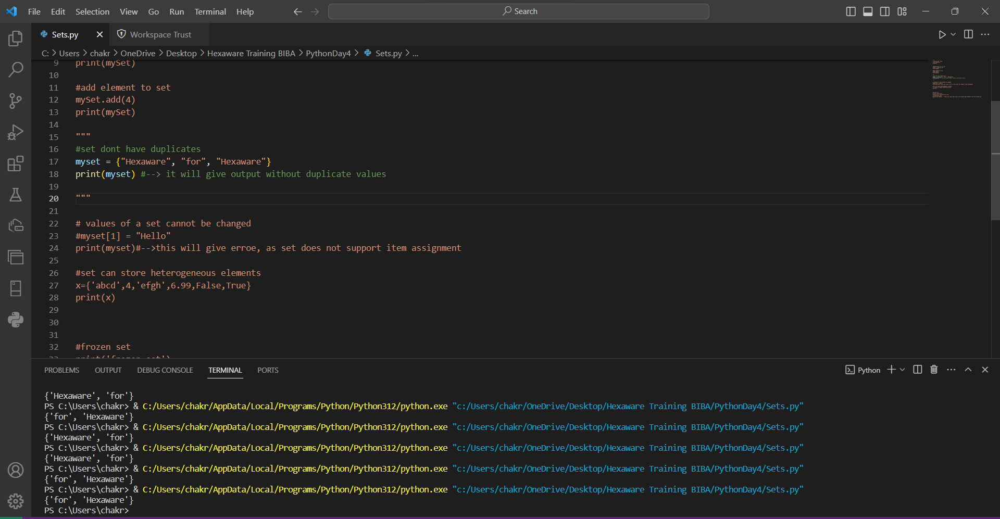 File Edit Selection View Go Run Terminal Help Search
Sets.py Workspace Trust
C: > Users > chakr > OneDrive > Desktop > Hexaware Training BIBA > PythonDay4 > Sets.py > ...
9 print(mySet)
10
11 #add element to set
12 mySet.add(4)
13 print(mySet)
14
15 """
16 #set dont have duplicates
17 myset = {"Hexaware", "for", "Hexaware"}
18 print(myset) #--> it will give output without duplicate values
19
20 """
21
22 # values of a set cannot be changed
23 #myset[1] = "Hello"
24 print(myset)#-->this will give erroe, as set does not support item assignment
25
26 #set can store heterogeneous elements
27 x={'abcd',4,'efgh',6.99,False,True}
28 print(x)
29
30
31
32 #frozen set
33 print('frozen set')
PROBLEMS OUTPUT DEBUG CONSOLE TERMINAL PORTS Python
{'Hexaware', 'for'}
PS C:\Users\chakr> & C:/Users/chakr/AppData/Local/Programs/Python/Python312/python.exe "c:/Users/chakr/OneDrive/Desktop/Hexaware Training BIBA/PythonDay4/Sets.py"
{'for', 'Hexaware'}
PS C:\Users\chakr> & C:/Users/chakr/AppData/Local/Programs/Python/Python312/python.exe "c:/Users/chakr/OneDrive/Desktop/Hexaware Training BIBA/PythonDay4/Sets.py"
{'Hexaware', 'for'}
PS C:\Users\chakr> & C:/Users/chakr/AppData/Local/Programs/Python/Python312/python.exe "c:/Users/chakr/OneDrive/Desktop/Hexaware Training BIBA/PythonDay4/Sets.py"
{'Hexaware', 'for'}
PS C:\Users\chakr> & C:/Users/chakr/AppData/Local/Programs/Python/Python312/python.exe "c:/Users/chakr/OneDrive/Desktop/Hexaware Training BIBA/PythonDay4/Sets.py"
{'for', 'Hexaware'}
PS C:\Users\chakr> & C:/Users/chakr/AppData/Local/Programs/Python/Python312/python.exe "c:/Users/chakr/OneDrive/Desktop/Hexaware Training BIBA/PythonDay4/Sets.py"
{'for', 'Hexaware'}
PS C:\Users\chakr>